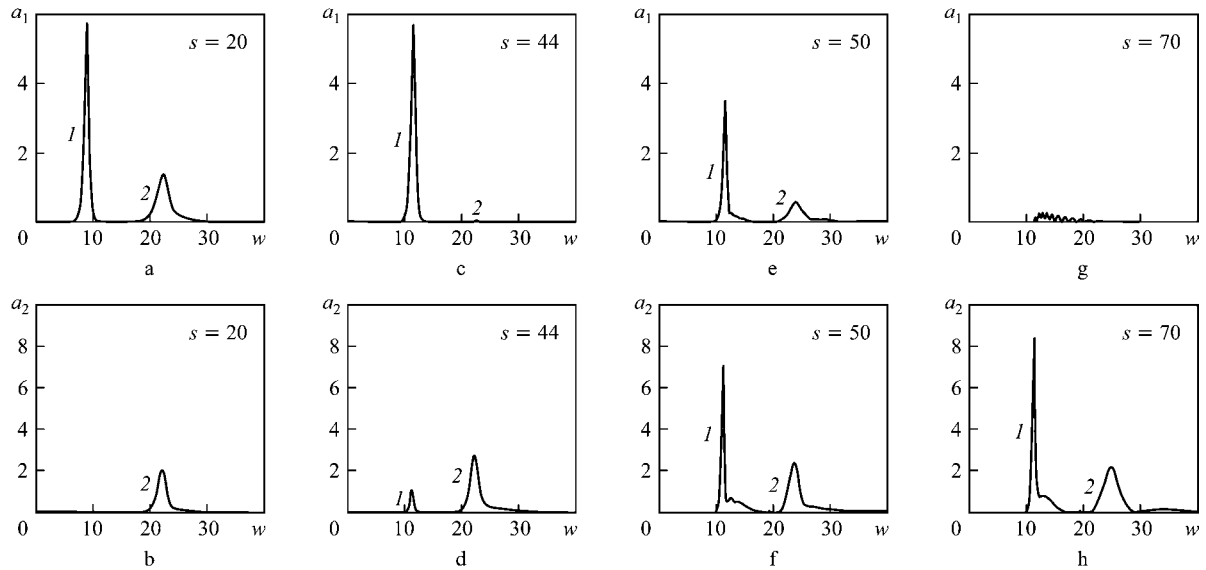 a1 s = 20
4
2
1 2
0 10 20 30 w
a
a1 s = 44
4
2
1 2
0 10 20 30 w
c
a1 s = 50
4
2
1 2
0 10 20 30 w
e
a1 s = 70
4
2
0 10 20 30 w
g
a2 s = 20
8
6
4
2
2
0 10 20 30 w
b
a2 s = 44
8
6
4
2
1 2
0 10 20 30 w
d
a2 s = 50
8
6
4
2
1 2
0 10 20 30 w
f
a2 s = 70
8
6
4
2
1 2
0 10 20 30 w
h